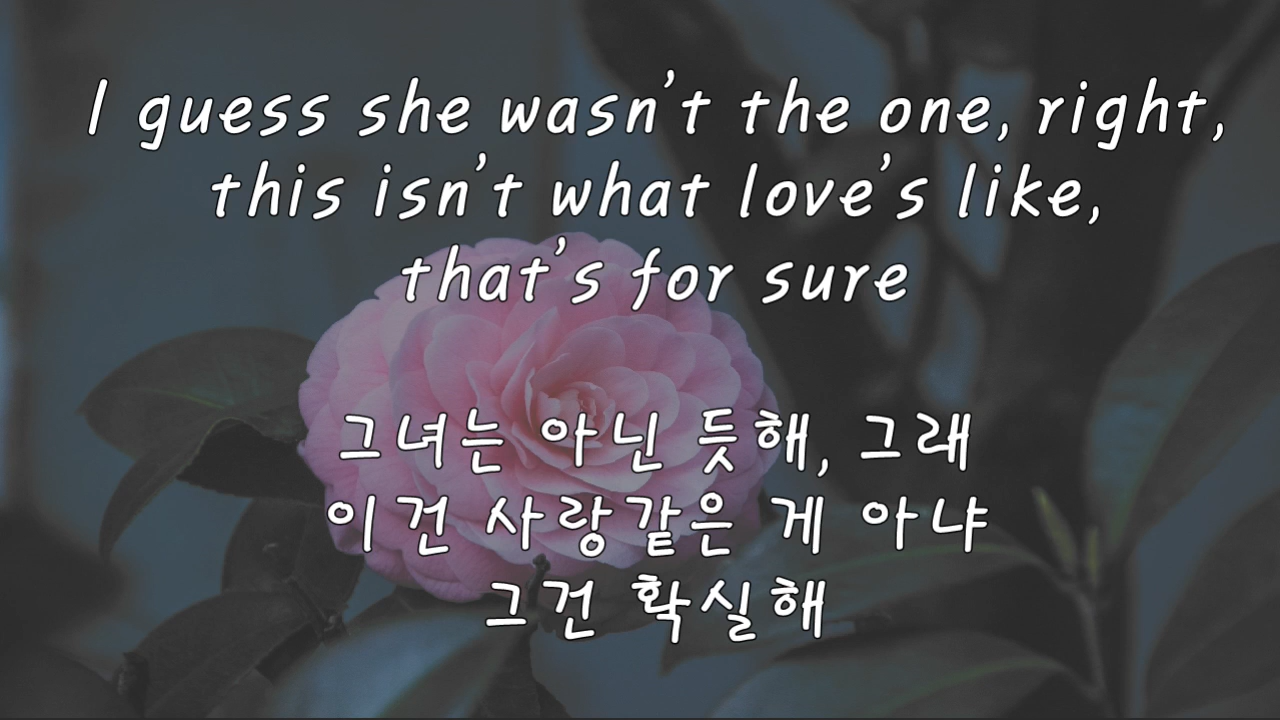 I guess she wasn't the one, right,
this isn't what love's like,
that's for sure
그녀는 아닌 듯해, 그래
이건 사랑같은 게 아냐
그건 확실해